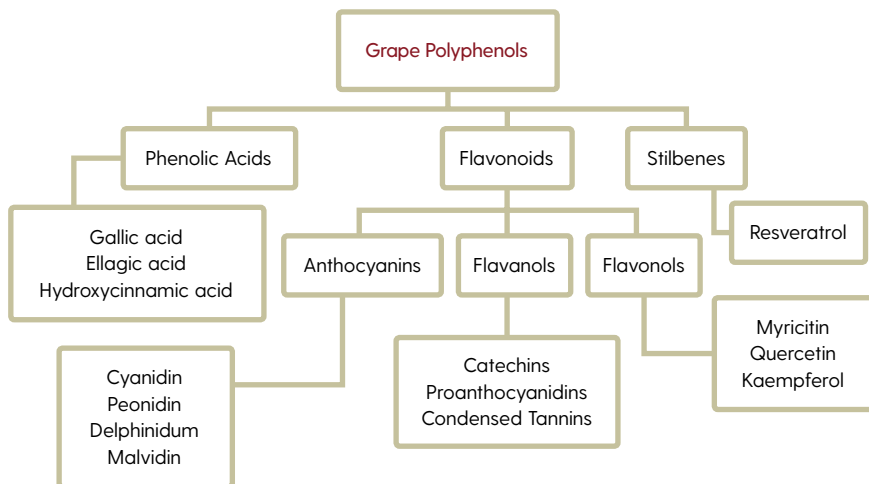 Grape Polyphenols
Phenolic Acids
Flavonoids
Stilbenes
Gallic acid
Ellagic acid
Hydroxycinnamic acid
Anthocyanins
Flavanols
Flavonols
Resveratrol
Cyanidin
Peonidin
Delphinidum
Malvidin
Catechins
Proanthocyanidins
Condensed Tannins
Myricitin
Quercetin
Kaempferol